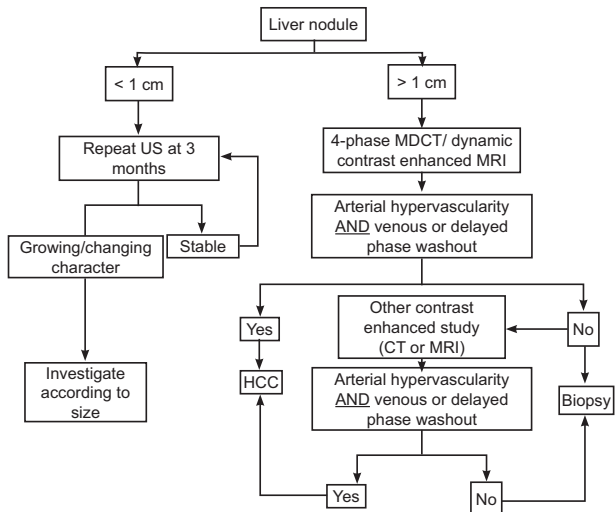 Liver nodule
< 1 cm
> 1 cm
Repeat US at 3
months
4-phase MDCT/ dynamic
contrast enhanced MRI
Growing/changing
character
Stable
Arterial hypervascularity
AND venous or delayed
phase washout
Investigate
according to
size
Yes
Other contrast
enhanced study
(CT or MRI)
No
HCC
Arterial hypervascularity
AND venous or delayed
phase washout
Biopsy
Yes
No